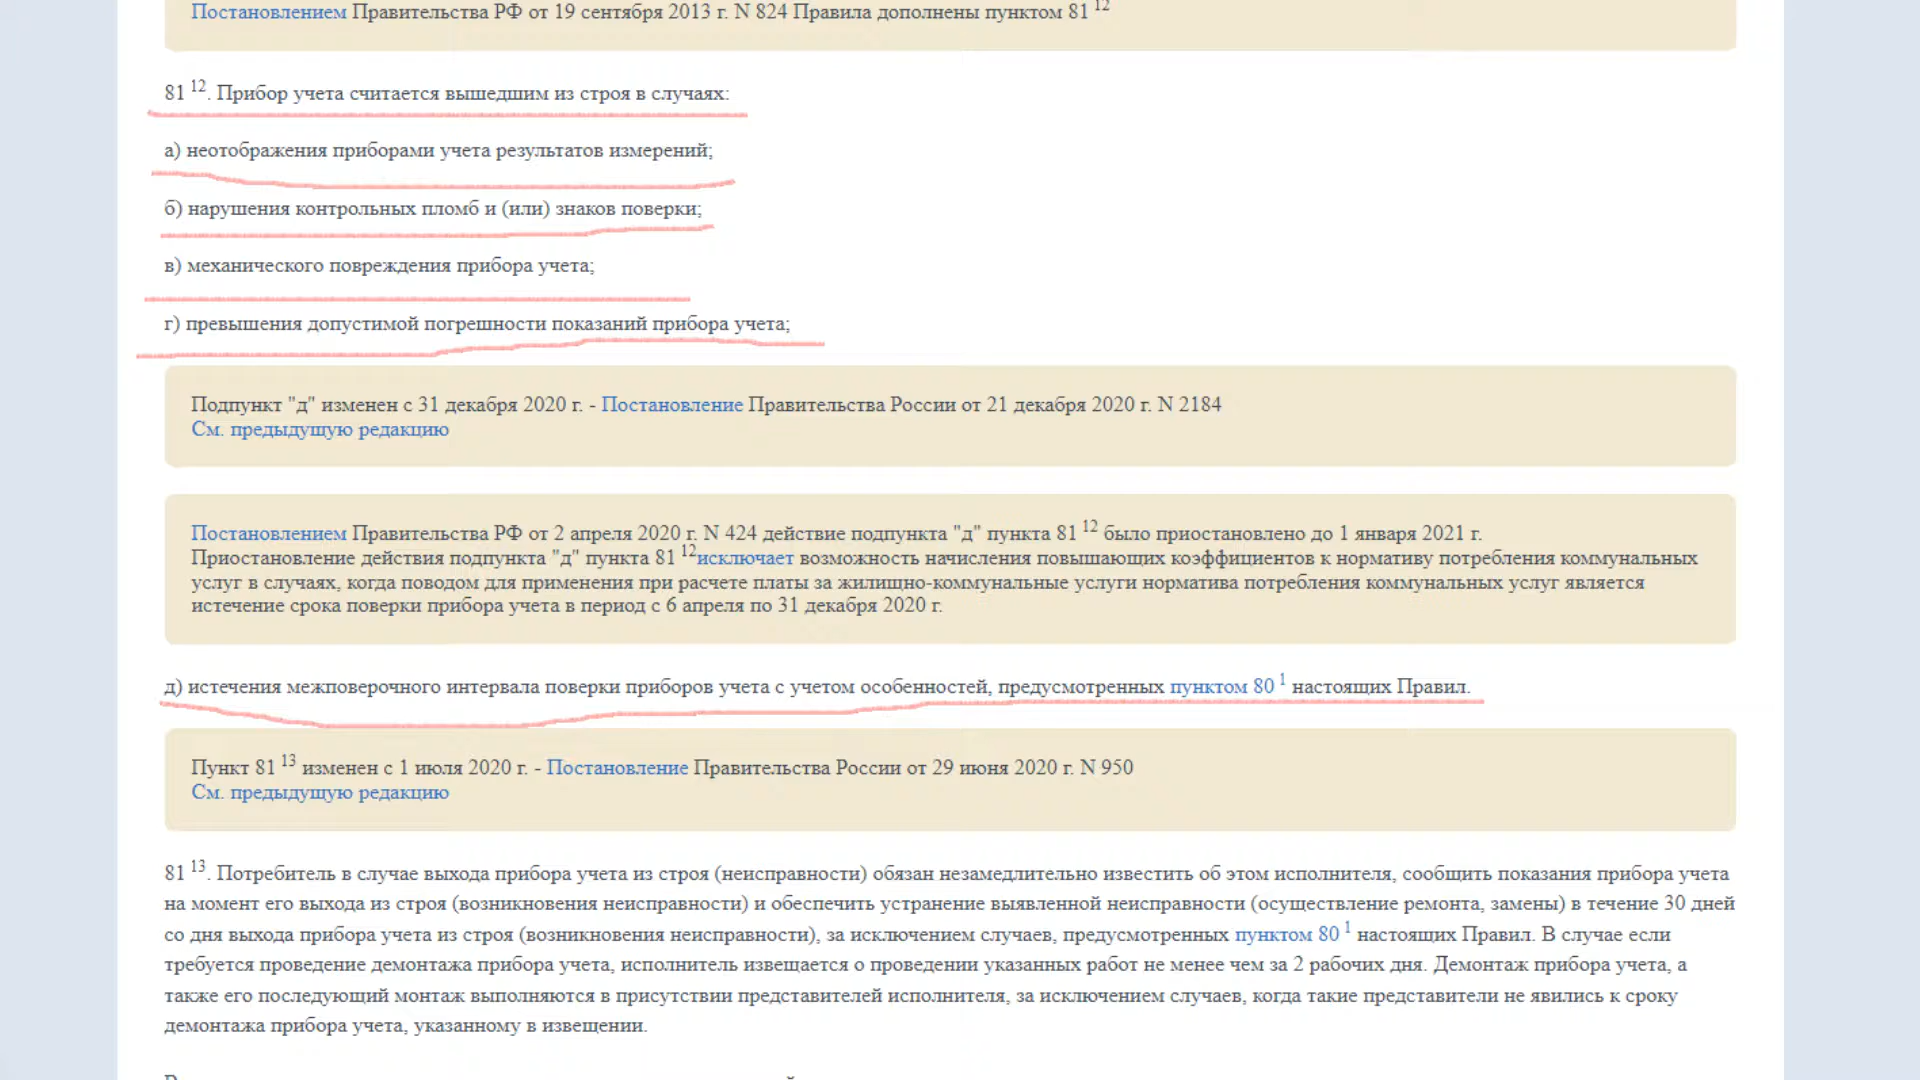 Постановлением Правительства РФ от 19 сентября 2013 г. N 824 Правила дополнены пунктом 81 12
81 12. Прибор учета считается вышедшим из строя в случаях:
а) неотображения приборами учета результатов измерений;
б) нарушения контрольных пломб и (или) знаков поверки;
в) механического повреждения прибора учета;
г) превышения допустимой погрешности показаний прибора учета;
Подпункт "д" изменен с 31 декабря 2020 г. - Постановление Правительства России от 21 декабря 2020 г. N 2184
См. предыдущую редакцию
Постановлением Правительства РФ от 2 апреля 2020 г. N 424 действие подпункта "д" пункта 81 12 было приостановлено до 1 января 2021 г.
Приостановление действия подпункта "д" пункта 81 12исключает возможность начисления повышающих коэффициентов к нормативу потребления коммунальных
услуг в случаях, когда поводом для применения при расчете платы за жилищно-коммунальные услуги норматива потребления коммунальных услуг является
истечение срока поверки прибора учета в период с 6 апреля по 31 декабря 2020 г.
д) истечения межповерочного интервала поверки приборов учета с учетом особенностей, предусмотренных пунктом 80 1 настоящих Правил.
Пункт 81 13 изменен с 1 июля 2020 г. - Постановление Правительства России от 29 июня 2020 г. N 950
См. предыдущую редакцию
81 13. Потребитель в случае выхода прибора учета из строя (неисправности) обязан незамедлительно известить об этом исполнителя, сообщить показания прибора учета
на момент его выхода из строя (возникновения неисправности) и обеспечить устранение выявленной неисправности (осуществление ремонта, замены) в течение 30 дней
со дня выхода прибора учета из строя (возникновения неисправности), за исключением случаев, предусмотренных пунктом 80 1 настоящих Правил. В случае если
требуется проведение демонтажа прибора учета, исполнитель извещается о проведении указанных работ не менее чем за 2 рабочих дня. Демонтаж прибора учета, а
также его последующий монтаж выполняются в присутствии представителей исполнителя, за исключением случаев, когда такие представители не явились к сроку
демонтажа прибора учета, указанному в извещении.